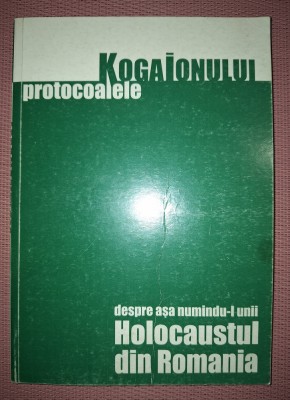 KOGAIONULUI
protocoalele
despre așa numindu-l unii
Holocaustul
din Romania